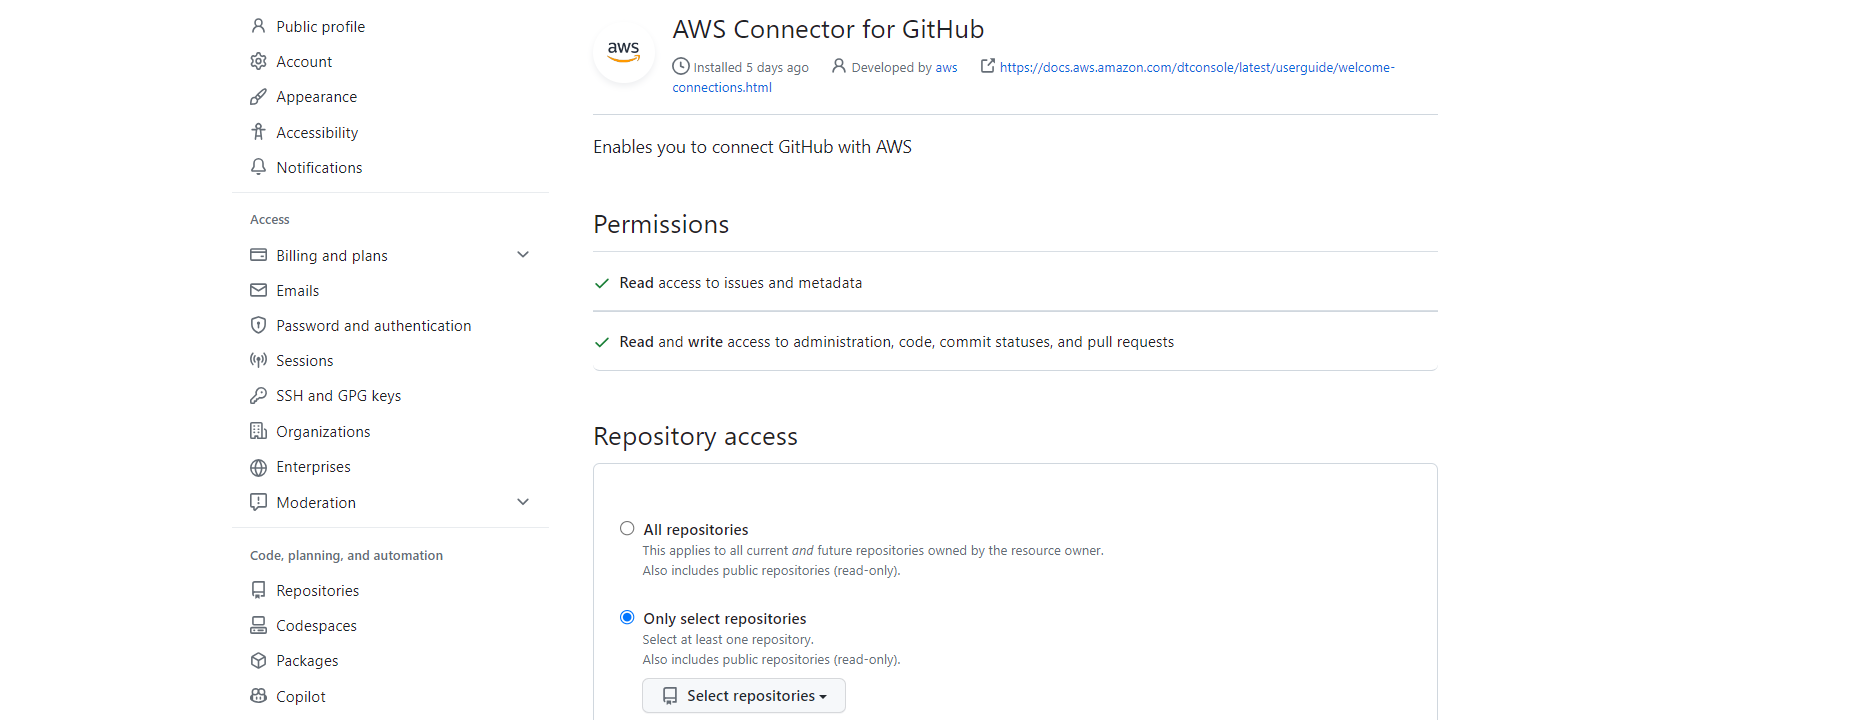 Public profile
Account
Appearance
Accessibility
Notifications
Access
Billing and plans
Emails
Password and authentication
Sessions
SSH and GPG keys
Organizations
Enterprises
Moderation
Code, planning, and automation
Repositories
Codespaces
Packages
Copilot
aws
AWS Connector for GitHub
Installed 5 days ago Developed by aws https://docs.aws.amazon.com/dtconsole/latest/userguide/welcome-
connections.html
Enables you to connect GitHub with AWS
Permissions
Read access to issues and metadata
Read and write access to administration, code, commit statuses, and pull requests
Repository access
All repositories
This applies to all current and future repositories owned by the resource owner.
Also includes public repositories (read-only).
Only select repositories
Select at least one repository.
Also includes public repositories (read-only).
Select repositories